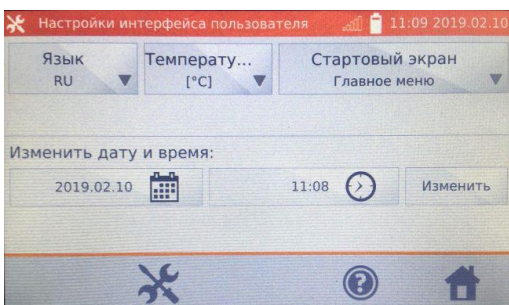 Настройки интерфейса пользователя 11:09 2019.02.10
Язык Температу... Стартовый экран
RU [°C] Главное меню
Изменить дату и время:
2019.02.10 11:08 Изменить